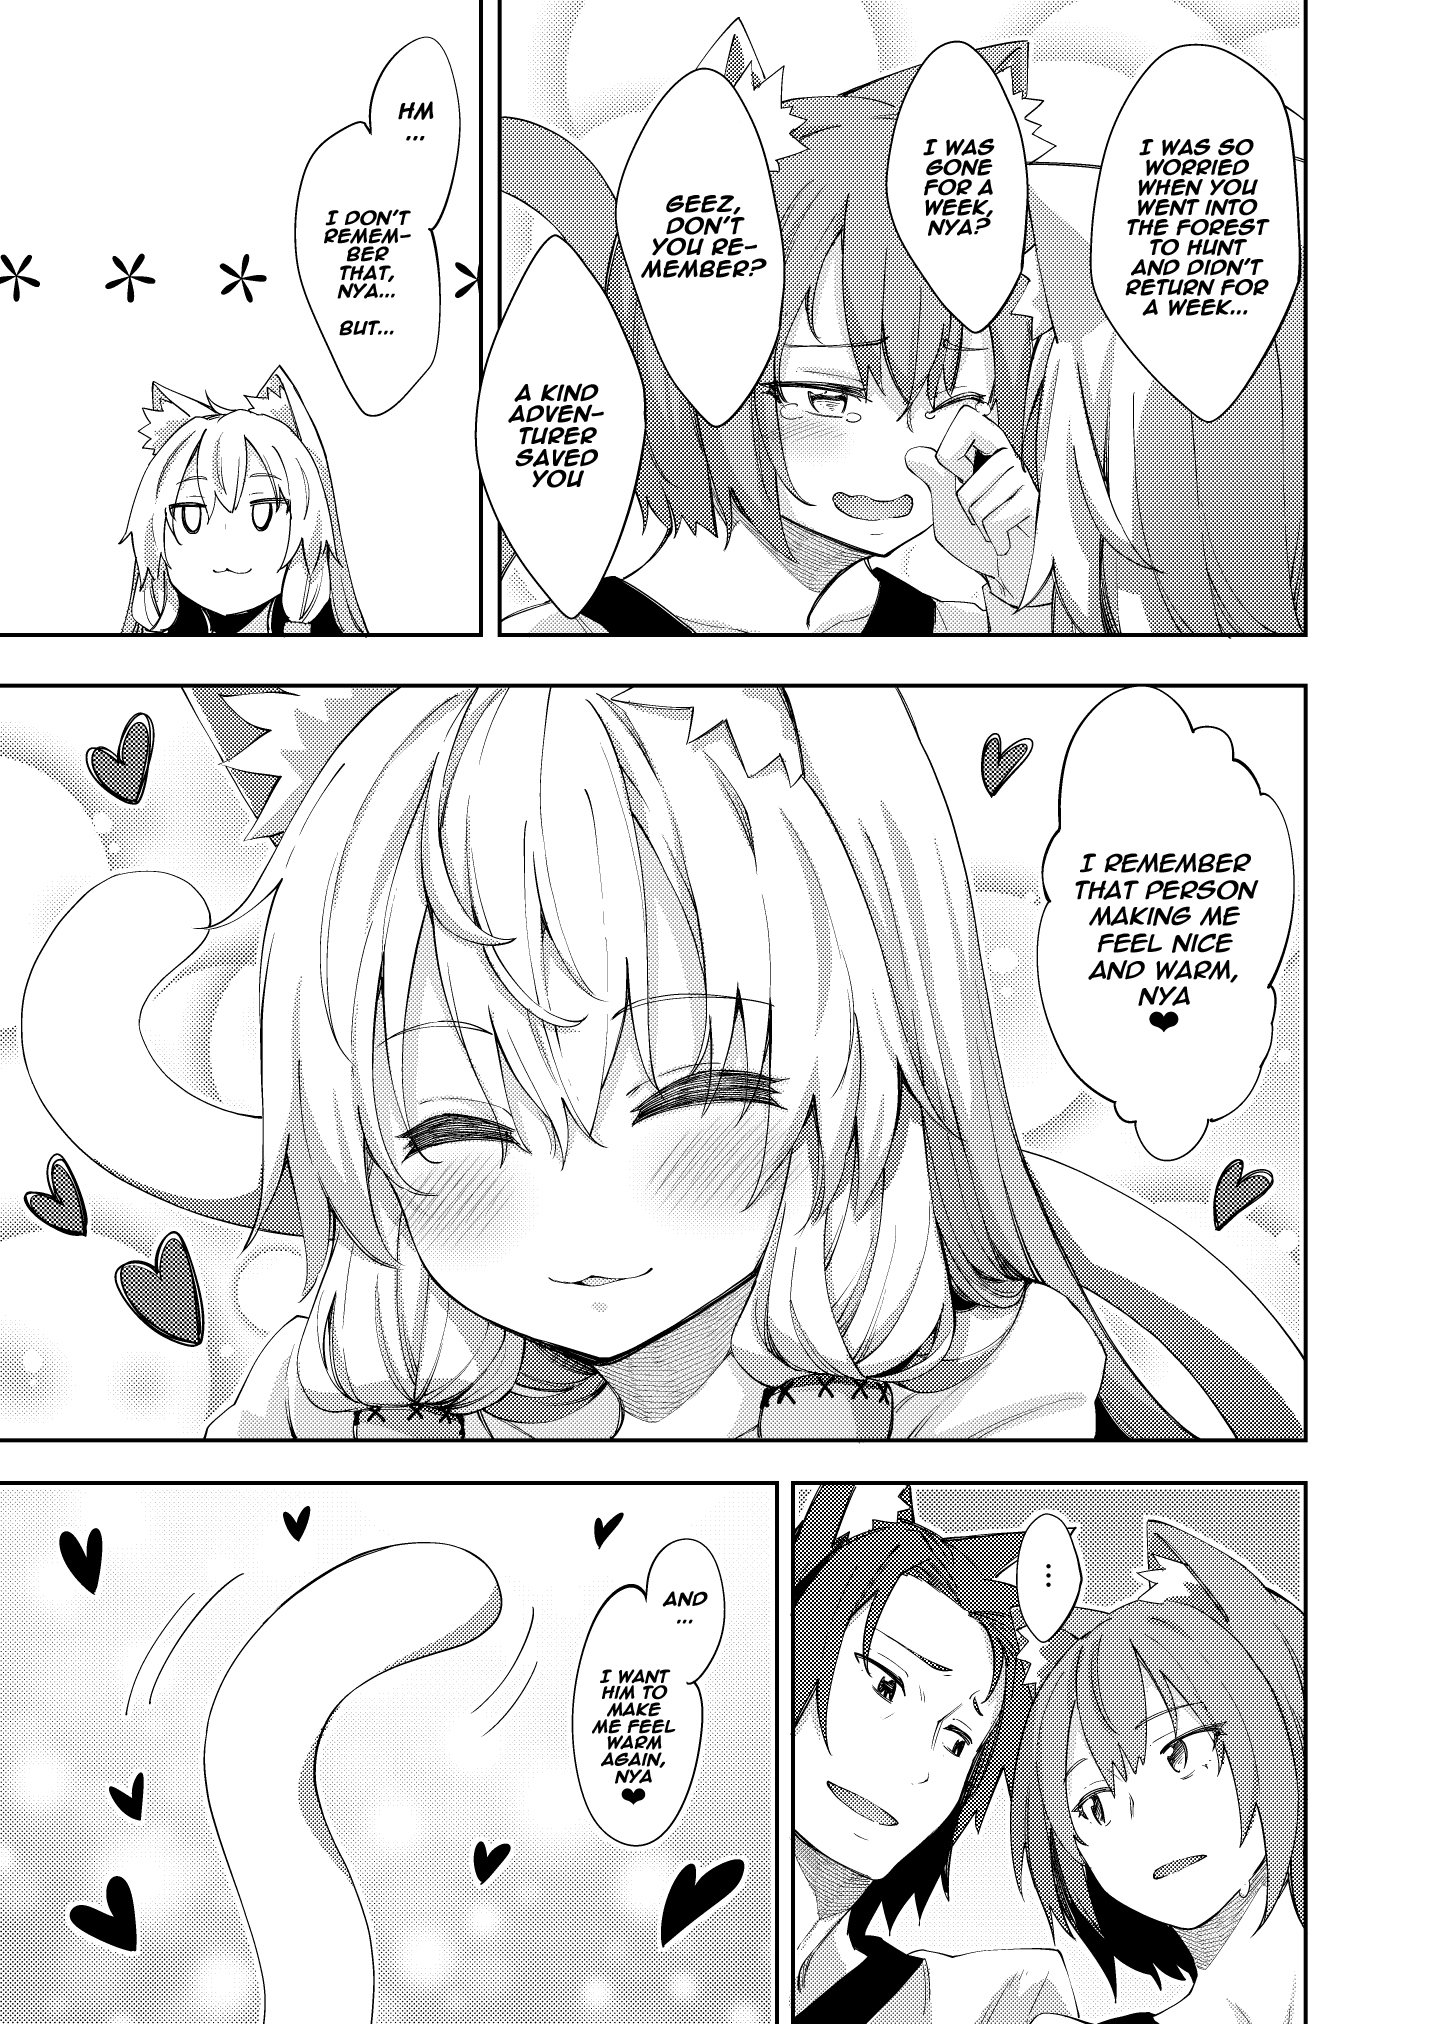 I WAS SO
WORRIED
WHEN YOU
WENT INTO
THE FOREST
TO HUNT
AND DIDN'T
RETURN FOR
A WEEK...
I WAS
GONE
FOR A
WEEK,
NYA?
GEEZ,
DON'T
YOU RE-
MEMBER?
A KIND
ADVEN-
TURER
SAVED
YOU
HM
...
I DON'T
REMEM-
BER
THAT,
NYA...
BUT...
I REMEMBER
THAT PERSON
MAKING ME
FEEL NICE
AND WARM,
NYA
❤
...
AND
...
I WANT
HIM TO
MAKE
ME FEEL
WARM
AGAIN,
NYA
❤